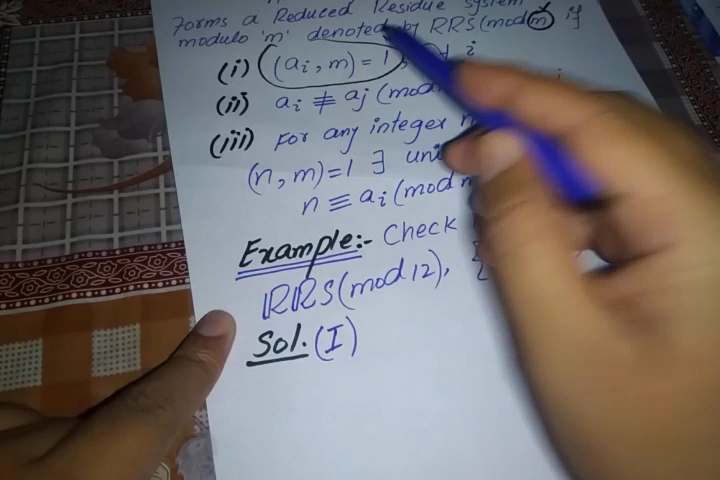 Forms a Reduced Residue system
modulo 'm' denoted by RRS (mod m) if
(i) (ai, m) = 1, i
(ii) ai ≢ aj (mod
(iii) For any integer n
(n, m) = 1 ∃ uni
n ≡ ai (mod m
Example:- Check
RRS (mod 12), {
Sol. (I)